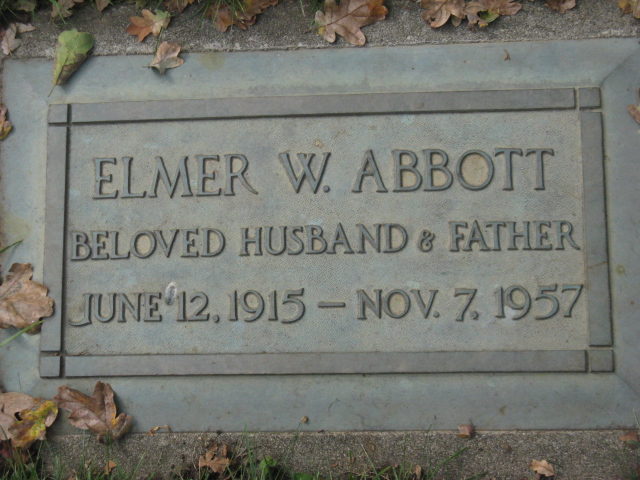 ELMER W. ABBOTT
BELOVED HUSBAND & FATHER
JUNE 12, 1915 – NOV. 7, 1957